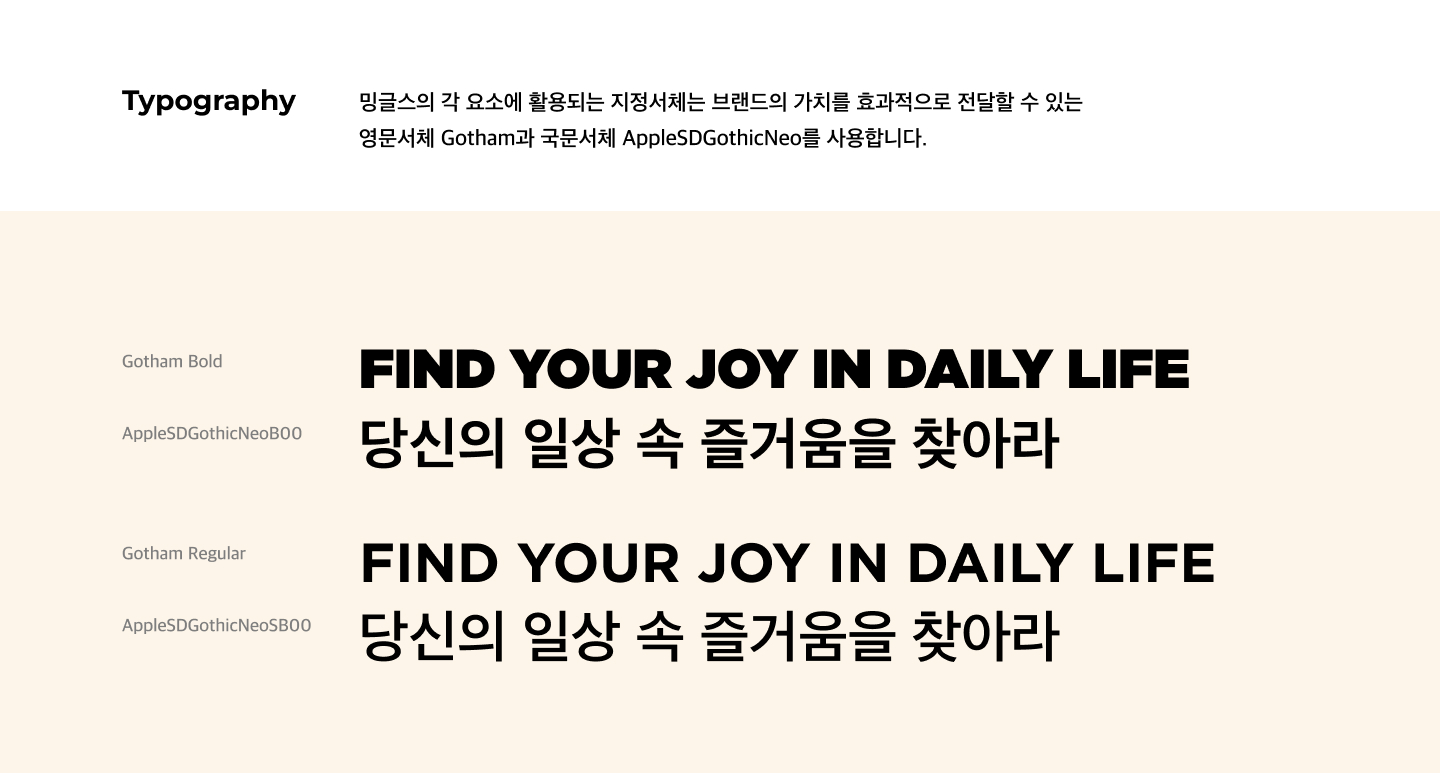 Typography
밍글스의 각 요소에 활용되는 지정서체는 브랜드의 가치를 효과적으로 전달할 수 있는
영문서체 Gotham과 국문서체 AppleSDGothicNeo를 사용합니다.
Gotham Bold
FIND YOUR JOY IN DAILY LIFE
AppleSDGothicNeoB00
당신의 일상 속 즐거움을 찾아라
Gotham Regular
FIND YOUR JOY IN DAILY LIFE
AppleSDGothicNeoSB00
당신의 일상 속 즐거움을 찾아라